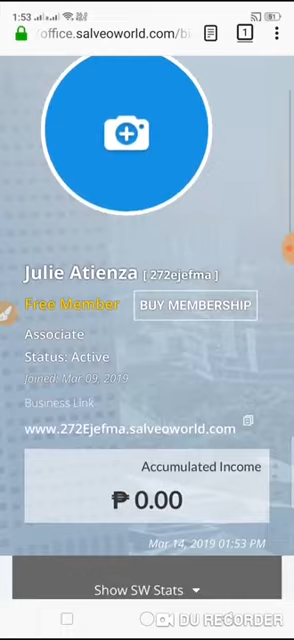 1:53
51
office.salveoworld.com/bi
1
Julie Atienza [ 272ejefma ]
Free Member BUY MEMBERSHIP
Associate
Status: Active
Joined: Mar 09, 2019
Business Link
www.272Ejefma.salveoworld.com
Accumulated Income
₱ 0.00
Mar 14, 2019 01:53 PM
Show SW Stats
DU RECORDER